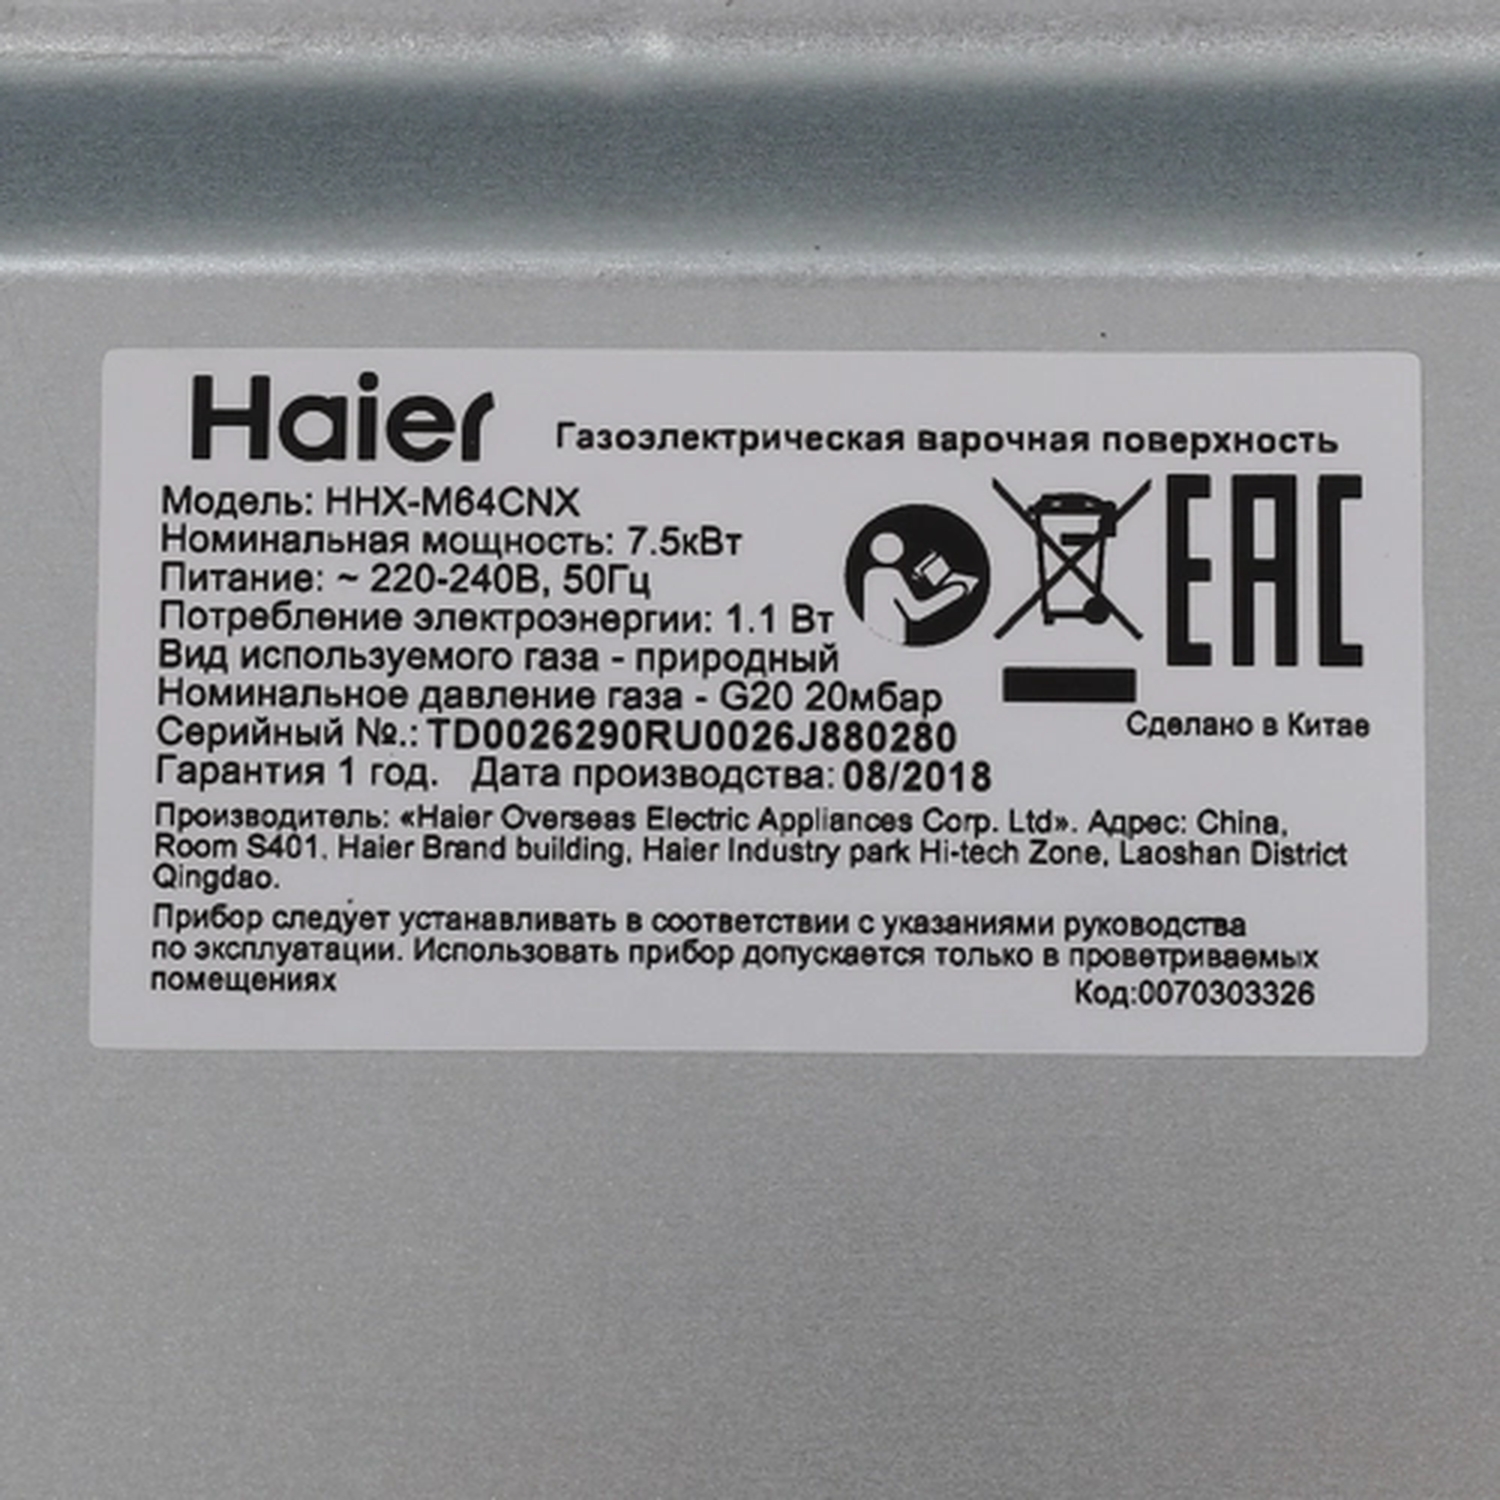 Haier
Газоэлектрическая варочная поверхность
Модель: HHX-M64CNX
Номинальная мощность: 7.5кВт
Питание: ~ 220-240В, 50Гц
Потребление электроэнергии: 1.1 Вт
Вид используемого газа - природный
Номинальное давление газа - G20 20мбар
Серийный №.: TD0026290RU0026J880280
Гарантия 1 год. Дата производства: 08/2018
EAC
Сделано в Китае
Производитель: «Haier Overseas Electric Appliances Corp. Ltd». Адрес: China,
Room S401. Haier Brand building, Haier Industry park Hi-tech Zone, Laoshan District
Qingdao.
Прибор следует устанавливать в соответствии с указаниями руководства
по эксплуатации. Использовать прибор допускается только в проветриваемых
помещениях
Код:0070303326